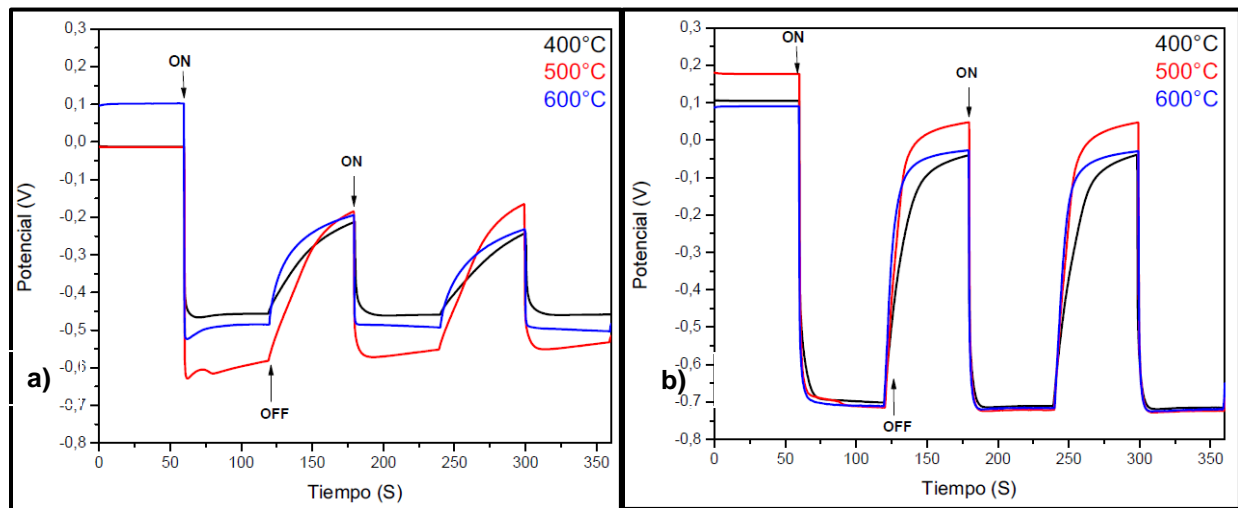 0,3
0,2
0,1
0,0
-0,1
-0,2
-0,3
-0,4
-0,5
-0,6
-0,7
-0,8
Potencial (V)
400°C
500°C
600°C
ON
ON
OFF
a)
0
50
100
150
200
250
300
350
Tiempo (S)
0,3
0,2
0,1
0,0
-0,1
-0,2
-0,3
-0,4
-0,5
-0,6
-0,7
-0,8
Potencial (V)
400°C
500°C
600°C
ON
ON
OFF
b)
0
50
100
150
200
250
300
350
Tiempo (S)